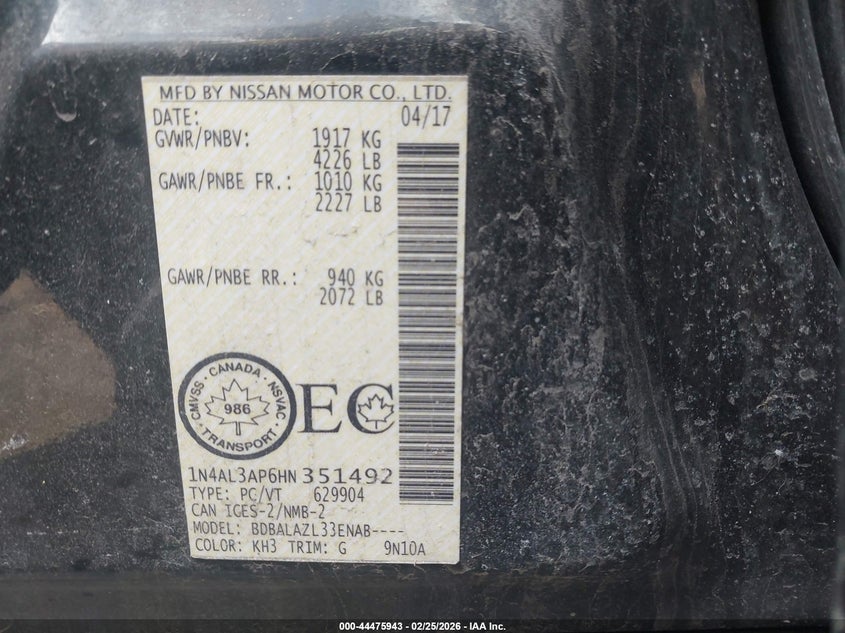 MFD BY NISSAN MOTOR CO., LTD.
DATE: 04/17
GVWR/PNBV: 1917 KG
4226 LB
GAWR/PNBE FR.: 1010 KG
2227 LB
GAWR/PNBE RR.: 940 KG
2072 LB
CMVSS · CANADA · NSVAC
986
· TRANSPORT ·
EC
1N4AL3AP6HN351492
TYPE: PC/VT 629904
CAN ICES-2/NMB-2
MODEL: BDBALAZL33ENAB----
COLOR: KH3 TRIM: G 9N10A
000-44475943 - 02/25/2026 - IAA Inc.